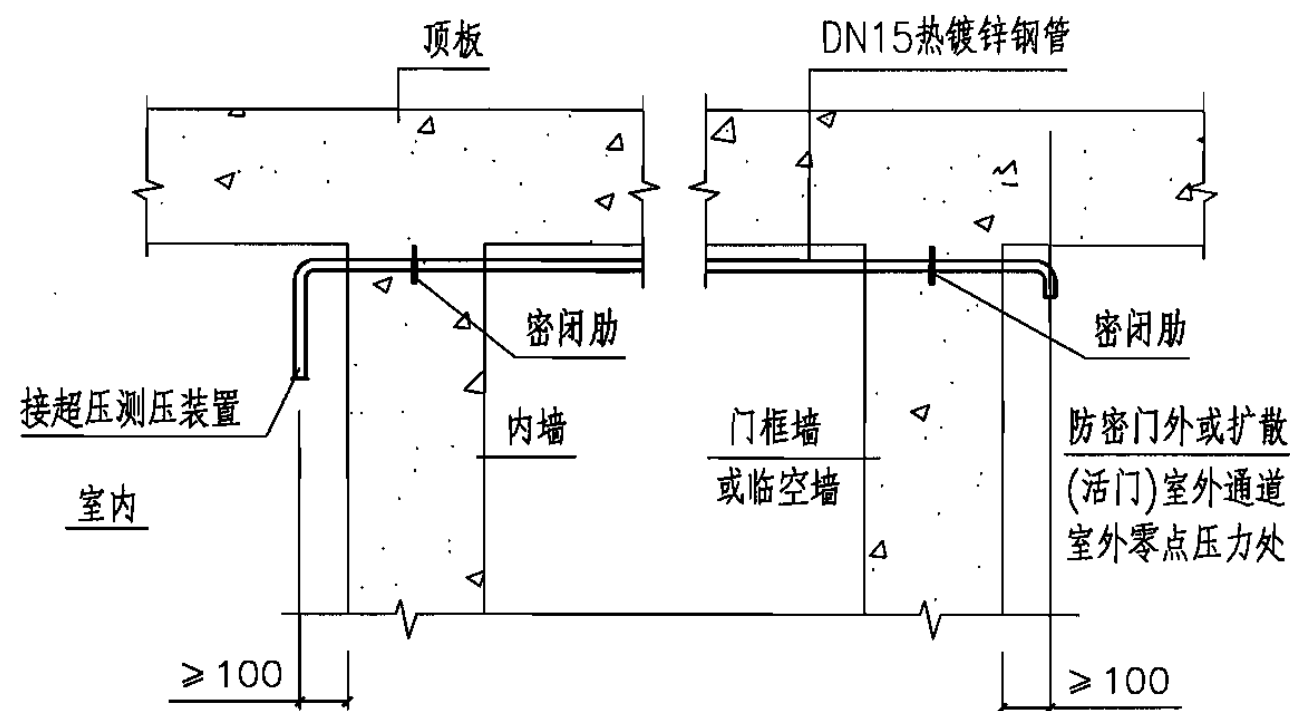 顶板
DN15热镀锌钢管
密闭肋
密闭肋
接超压测压装置
内墙
门框墙
或临空墙
防密门外或扩散
(活门)室外通道
室外零点压力处
室内
≥100
≥100